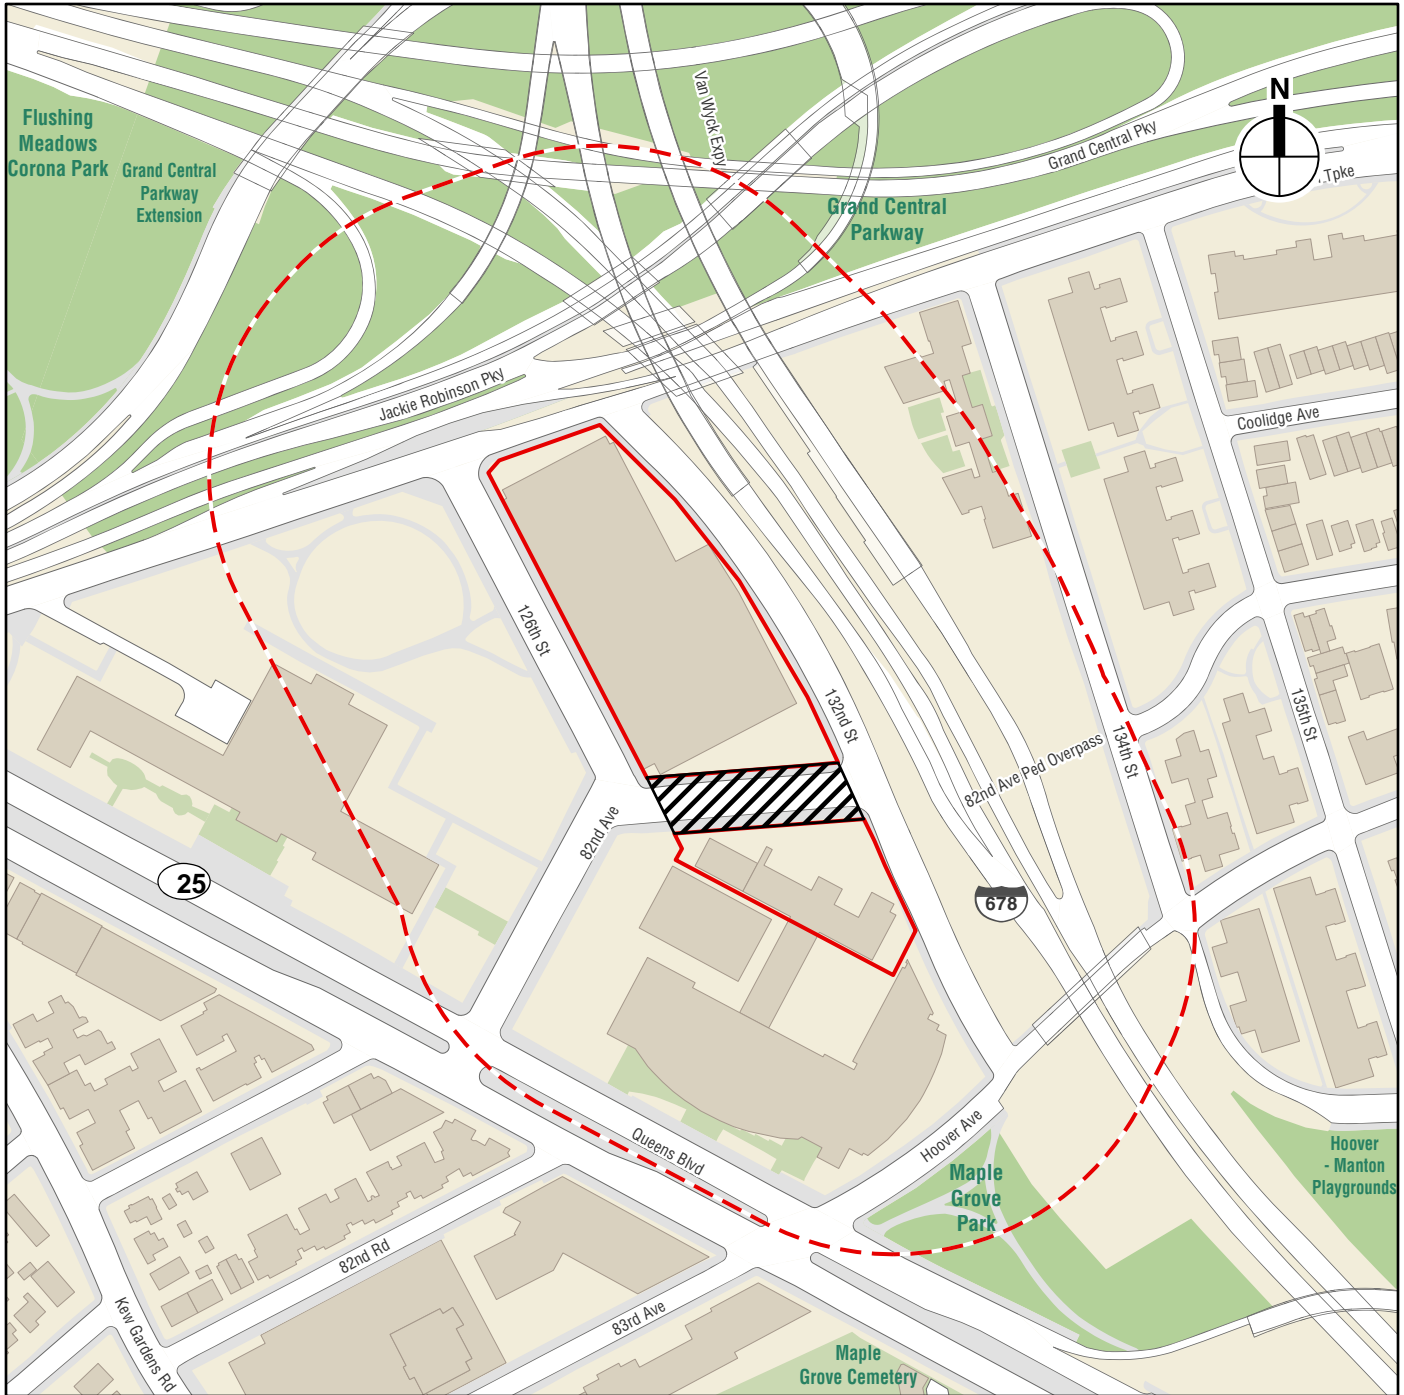 Van Wyck Expy
N
Flushing
Meadows
Corona Park
Grand Central
Parkway
Extension
Grand Central Pky
Tpke
Grand Central
Parkway
Jackie Robinson Pky
Coolidge Ave
126th St
132nd St
134th St
135th St
82nd Ave Ped Overpass
82nd Ave
25
678
Queens Blvd
Hoover Ave
Maple
Grove
Park
Hoover
- Manton
Playgrounds
82nd Rd
83rd Ave
Kew Gardens Rd
Maple
Grove Cemetery